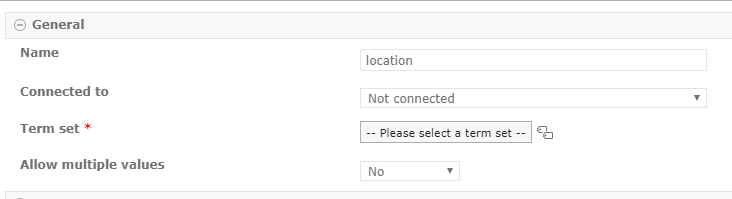 General
Name
location
Connected to
Not connected
Term set *
-- Please select a term set --
Allow multiple values
No